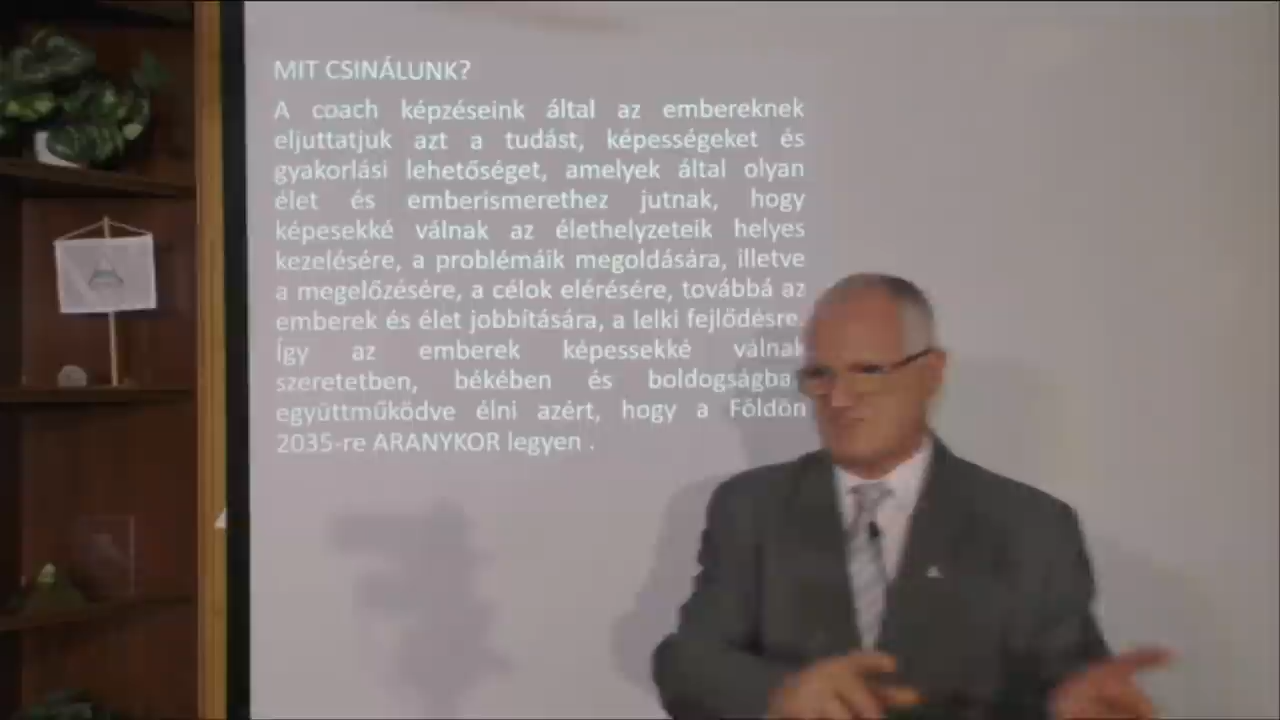 MIT CSINÁLUNK?
A coach képzéseink által az embereknek
eljuttatjuk azt a tudást, képességeket és
gyakorlási lehetőséget, amelyek által olyan
élet és emberismerethez jutnak, hogy
képesekké válnak az élethelyzeteik helyes
kezelésére, a problémáik megoldására, illetve
a megelőzésére, a célok elérésére, továbbá az
emberek és élet jobbítására, a lelki fejlődésre.
Így az emberek képessekké válnak
szeretetben, békében és boldogságba
együttműködve élni azért, hogy a Földön
2035-re ARANYKOR legyen .